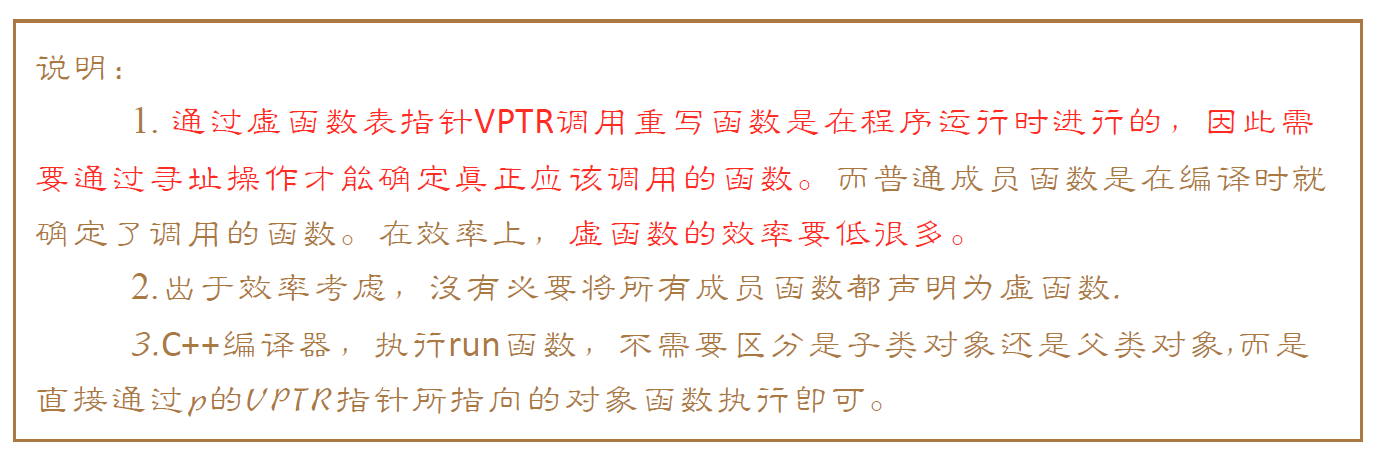 说明：
1. 通过虚函数表指针VPTR调用重写函数是在程序运行时进行的，因此需
要通过寻址操作才能确定真正应该调用的函数。而普通成员函数是在编译时就
确定了调用的函数。在效率上，虚函数的效率要低很多。
2.出于效率考虑，没有必要将所有成员函数都声明为虚函数.
3.C++编译器，执行run函数，不需要区分是子类对象还是父类对象,而是
直接通过p的VPTR指针所指向的对象函数执行即可。